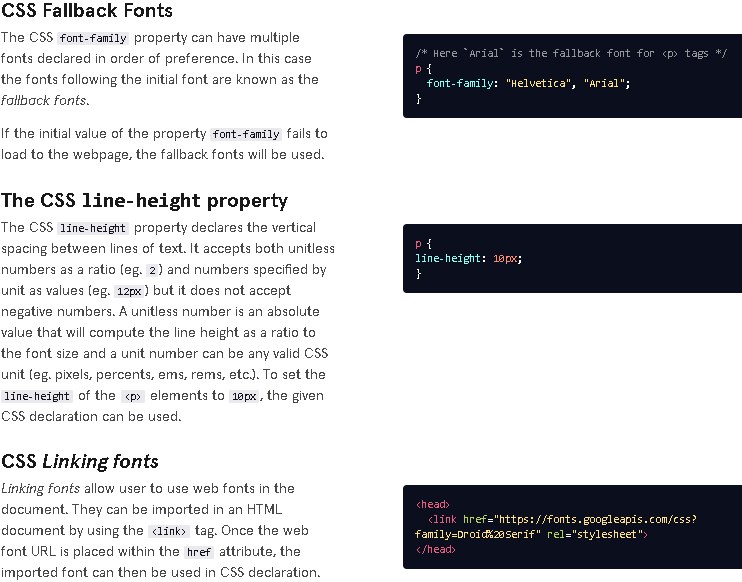 CSS Fallback Fonts
The CSS font-family property can have multiple
fonts declared in order of preference. In this case
the fonts following the initial font are known as the
fallback fonts.
If the initial value of the property font-family fails to
load to the webpage, the fallback fonts will be used.
/* Here `Arial` is the fallback font for <p> tags */
p {
  font-family: "Helvetica", "Arial";
}
The CSS line-height property
The CSS line-height property declares the vertical
spacing between lines of text. It accepts both unitless
numbers as a ratio (eg. 2) and numbers specified by
unit as values (eg. 12px) but it does not accept
negative numbers. A unitless number is an absolute
value that will compute the line height as a ratio to
the font size and a unit number can be any valid CSS
unit (eg. pixels, percents, ems, rems, etc.). To set the
line-height of the <p> elements to 10px, the given
CSS declaration can be used.
p {
line-height: 10px;
}
CSS Linking fonts
Linking fonts allow user to use web fonts in the
document. They can be imported in an HTML
document by using the <link> tag. Once the web
font URL is placed within the href attribute, the
imported font can then be used in CSS declaration.
<head>
  <link href="https://fonts.googleapis.com/css?
family=Droid%20Serif" rel="stylesheet">
</head>